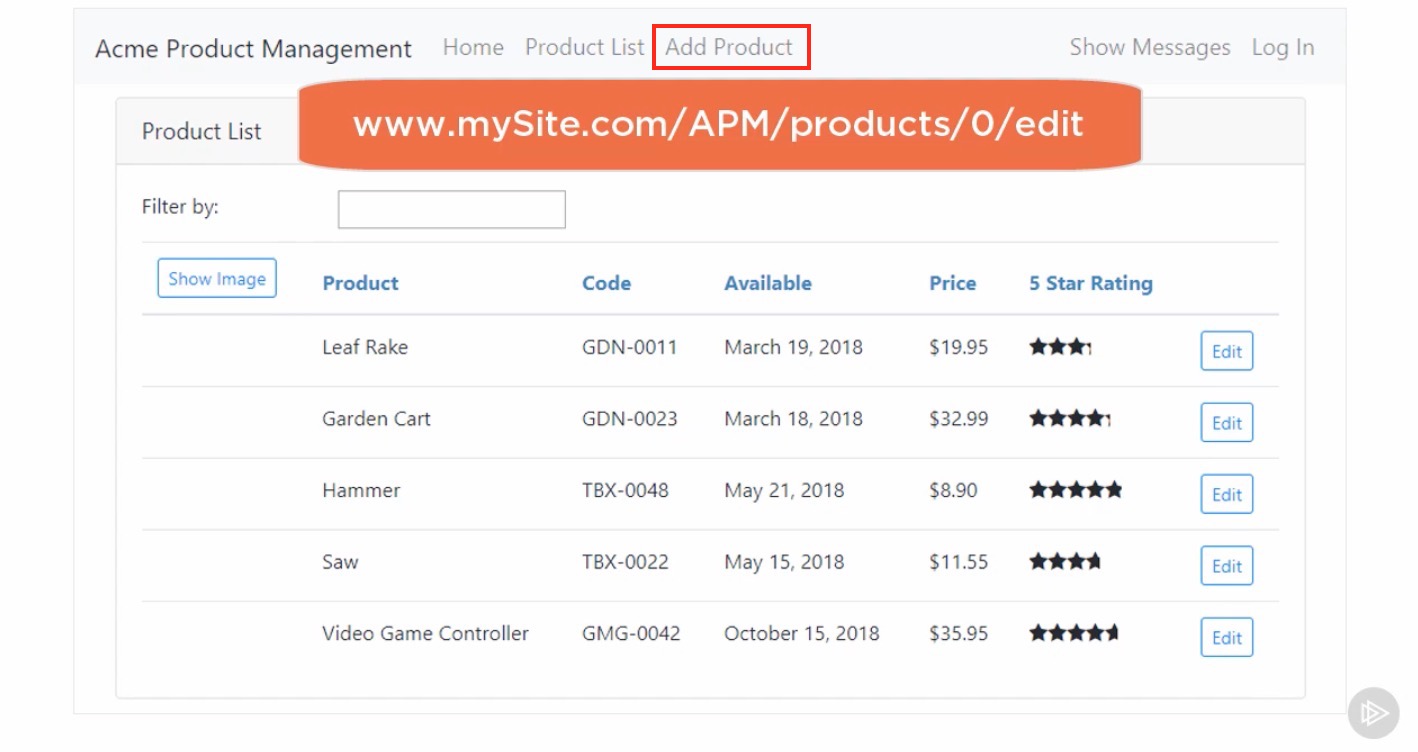 Acme Product Management Home Product List Add Product Show Messages Log In
www.mySite.com/APM/products/0/edit
Product List
Filter by:
Show Image Product Code Available Price 5 Star Rating
Leaf Rake GDN-0011 March 19, 2018 $19.95 Edit
Garden Cart GDN-0023 March 18, 2018 $32.99 Edit
Hammer TBX-0048 May 21, 2018 $8.90 Edit
Saw TBX-0022 May 15, 2018 $11.55 Edit
Video Game Controller GMG-0042 October 15, 2018 $35.95 Edit